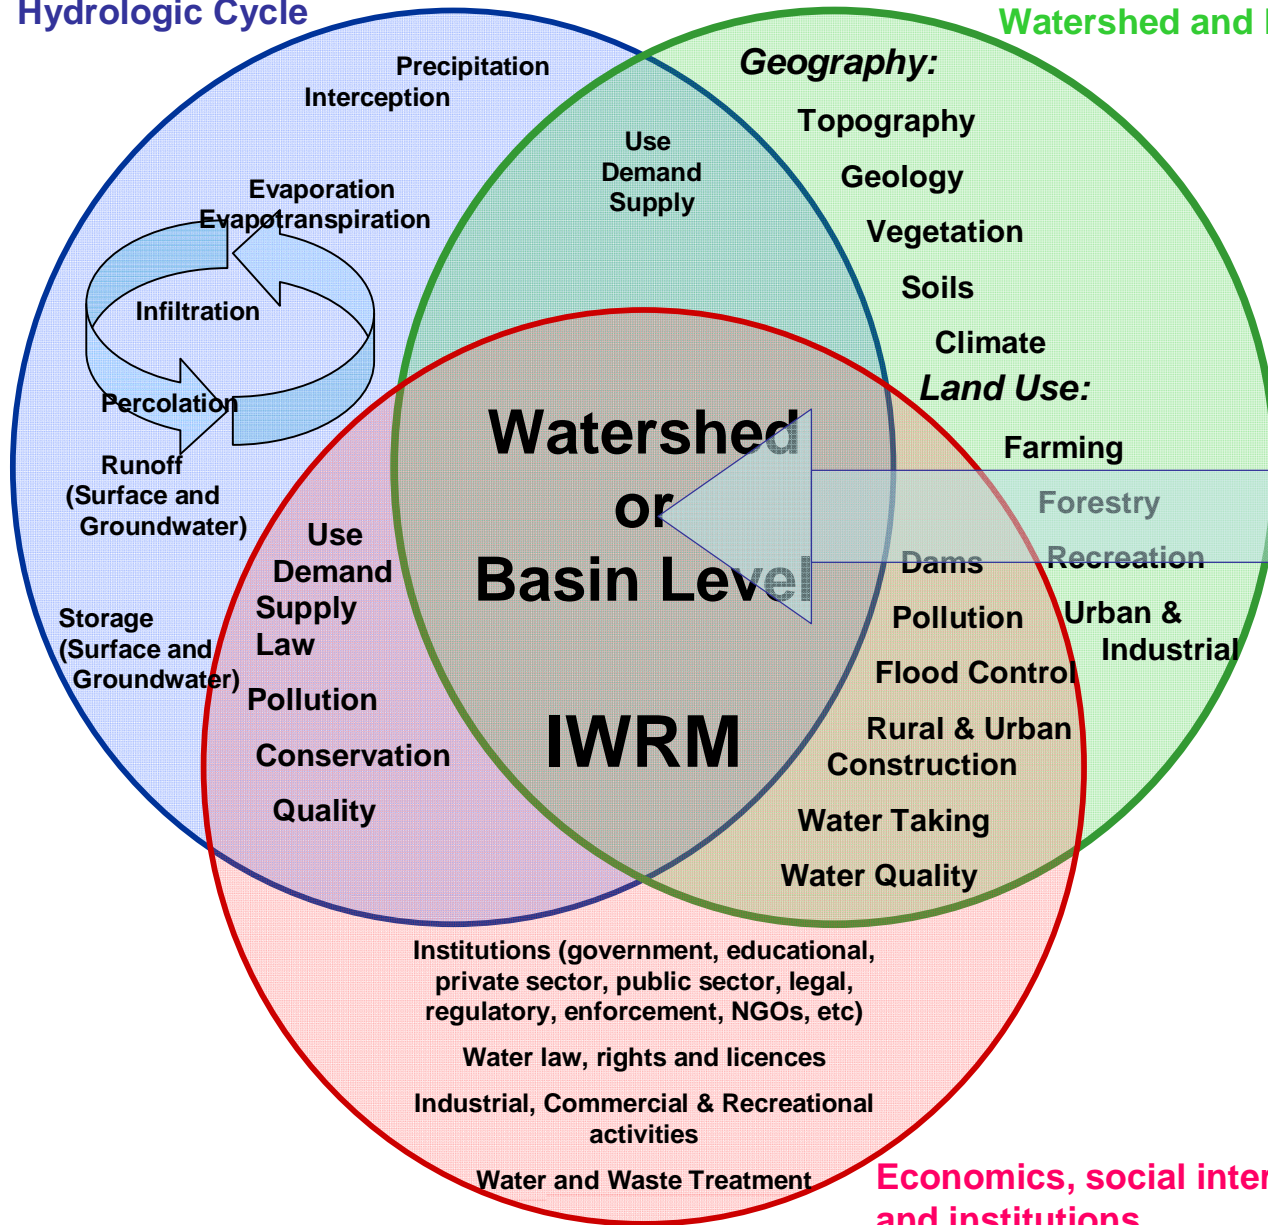 Hydrologic Cycle
Watershed and
Precipitation
Interception
Evaporation
Evapotranspiration
Infiltration
Percolation
Runoff
(Surface and
Groundwater)
Storage
(Surface and
Groundwater)
Use
Demand
Supply
Geography:
Topography
Geology
Vegetation
Soils
Climate
Land Use:
Farming
Forestry
Recreation
Urban &
Industrial
Watershed
or
Basin Level
IWRM
Use
Demand
Supply
Law
Pollution
Conservation
Quality
Dams
Pollution
Flood Control
Rural & Urban
Construction
Water Taking
Water Quality
Institutions (government, educational,
private sector, public sector, legal,
regulatory, enforcement, NGOs, etc)
Water law, rights and licences
Industrial, Commercial & Recreational
activities
Water and Waste Treatment
Economics, social
and institutions